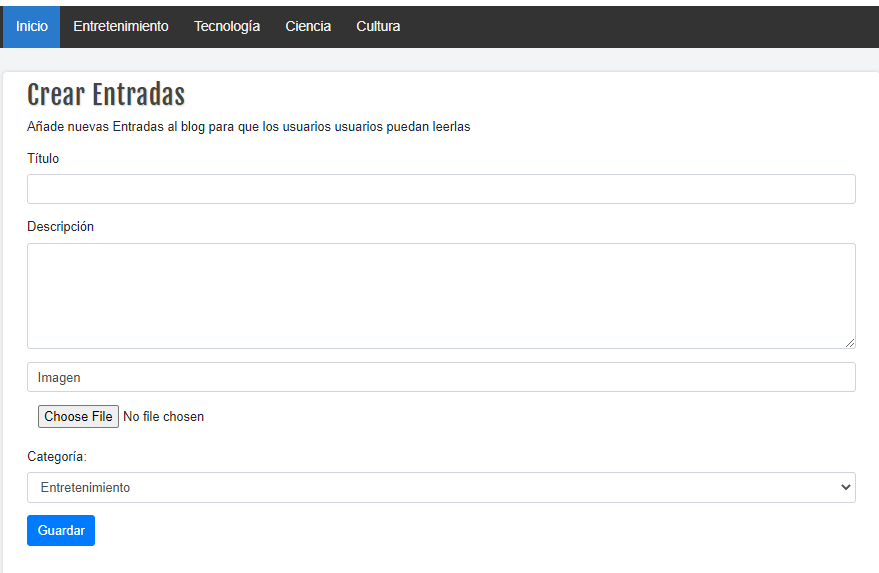 Inicio Entretenimiento Tecnología Ciencia Cultura
Crear Entradas
Añade nuevas Entradas al blog para que los usuarios usuarios puedan leerlas
Título
Descripción
Imagen
Choose File No file chosen
Categoría:
Entretenimiento
Guardar